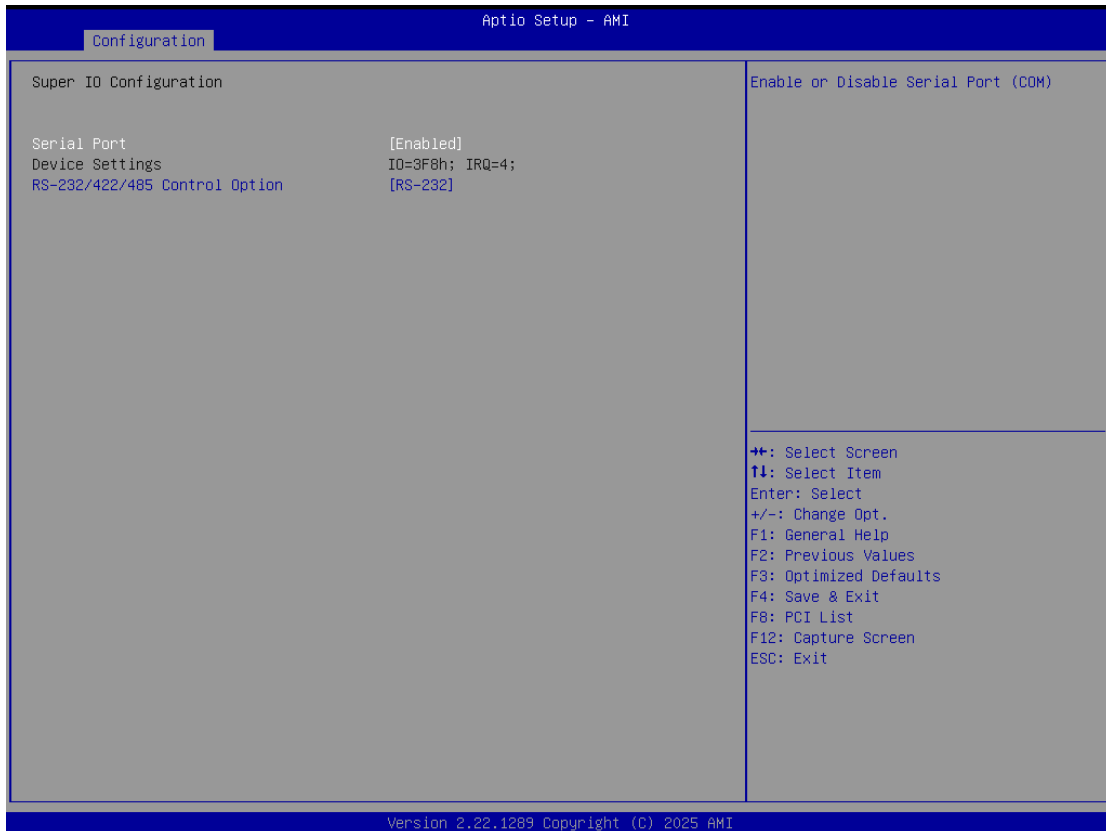 Aptio Setup – AMI
Configuration
Super IO Configuration
Serial Port [Enabled]
Device Settings IO=3F8h; IRQ=4;
RS-232/422/485 Control Option [RS-232]
Enable or Disable Serial Port (COM)
→←: Select Screen
↑↓: Select Item
Enter: Select
+/-: Change Opt.
F1: General Help
F2: Previous Values
F3: Optimized Defaults
F4: Save & Exit
F8: PCI List
F12: Capture Screen
ESC: Exit
Version 2.22.1289 Copyright (C) 2025 AMI